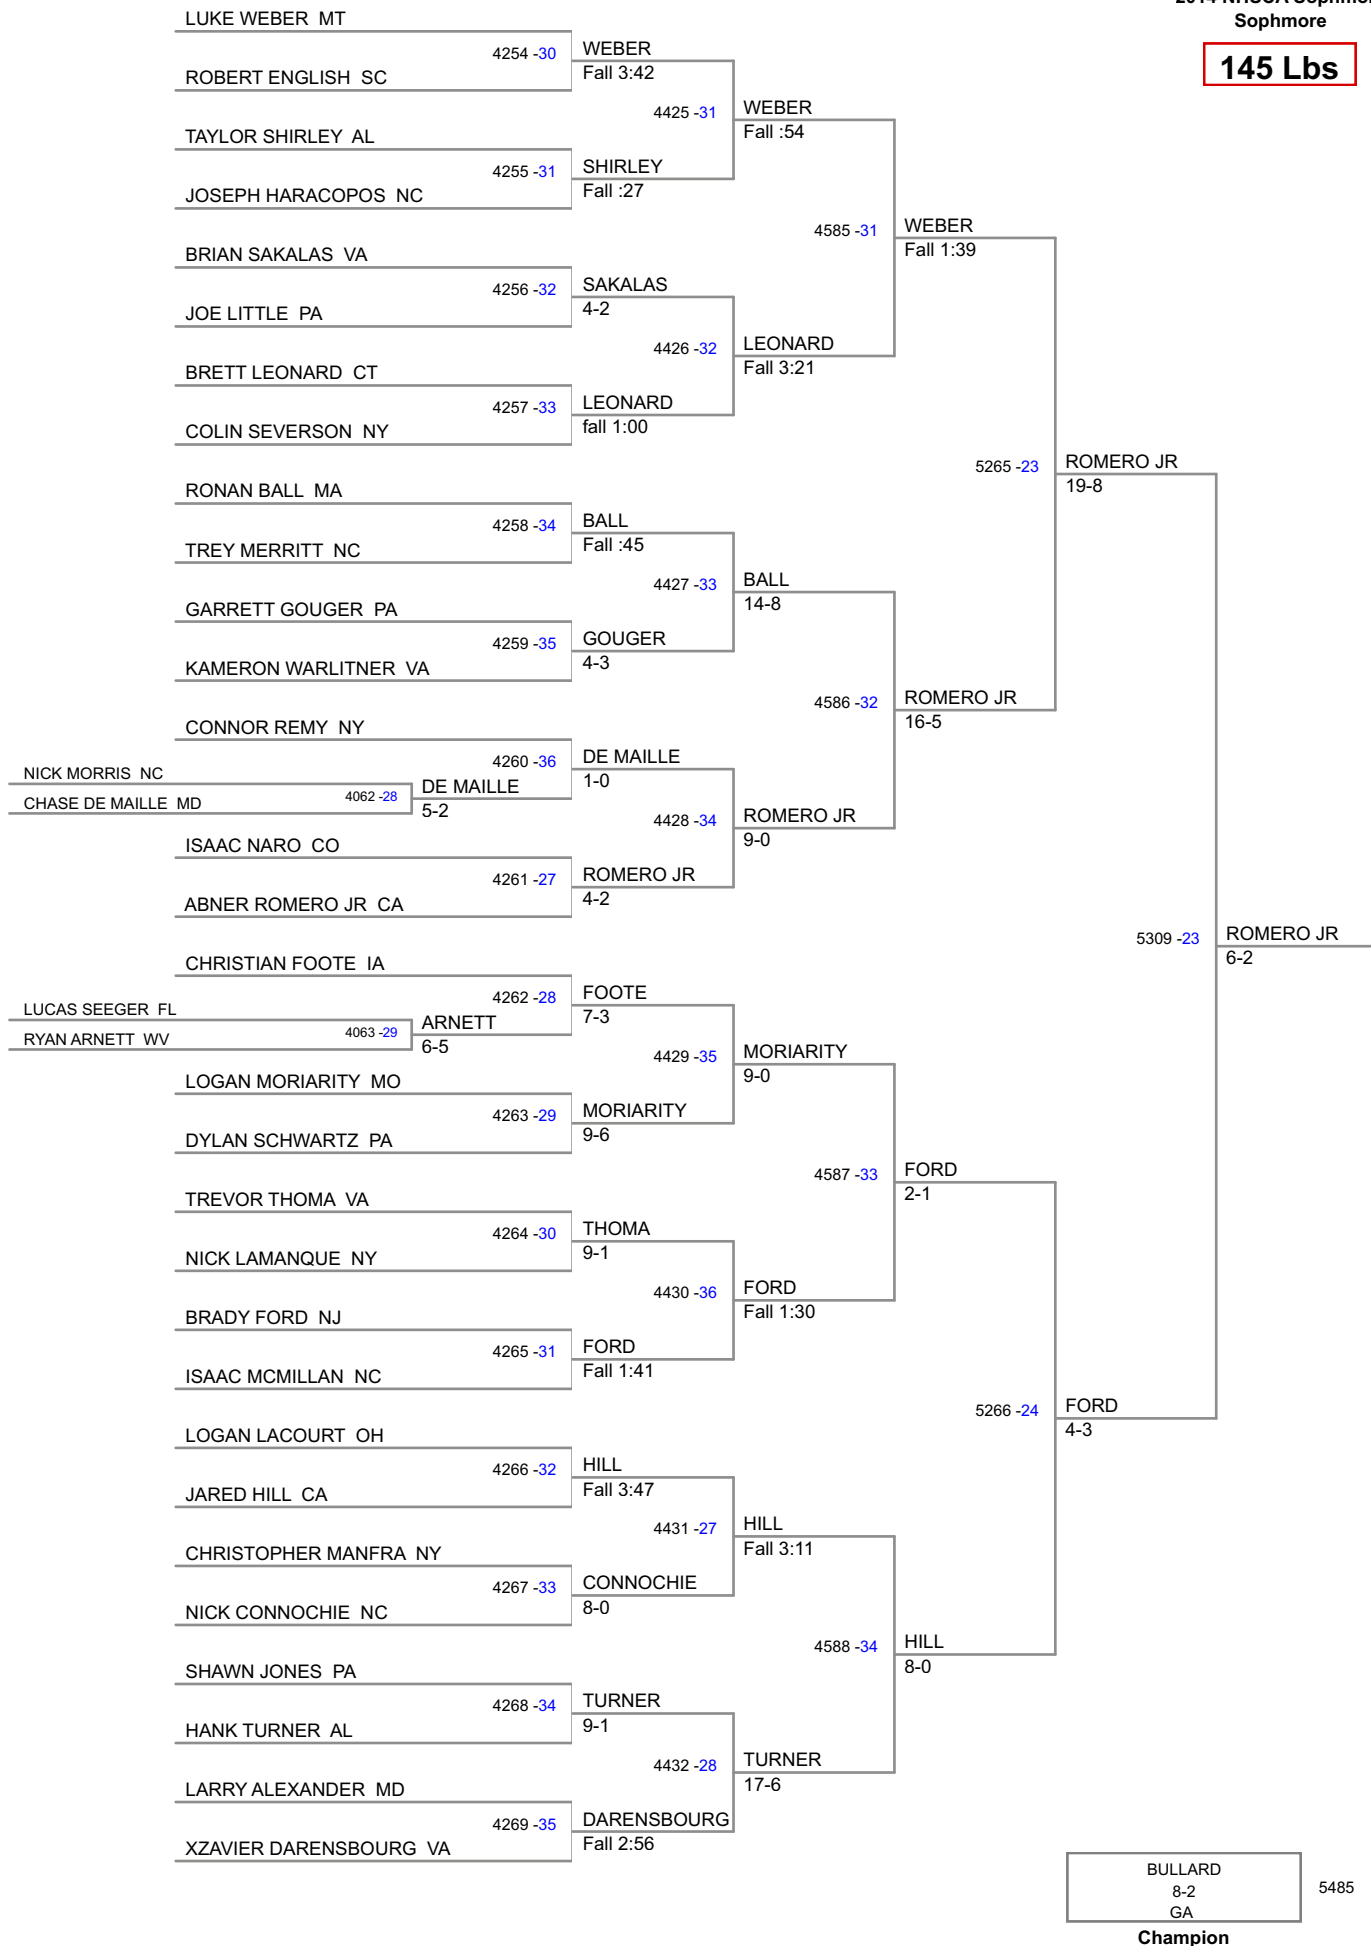 2014 NHSCA Sophmor
Sophmore
145 Lbs
LUKE WEBER MT
4254 -30 WEBER
Fall 3:42
ROBERT ENGLISH SC
4425 -31 WEBER
Fall :54
TAYLOR SHIRLEY AL
4255 -31 SHIRLEY
Fall :27
JOSEPH HARACOPOS NC
4585 -31 WEBER
Fall 1:39
BRIAN SAKALAS VA
4256 -32 SAKALAS
4-2
JOE LITTLE PA
4426 -32 LEONARD
Fall 3:21
BRETT LEONARD CT
4257 -33 LEONARD
fall 1:00
COLIN SEVERSON NY
5265 -23 ROMERO JR
19-8
RONAN BALL MA
4258 -34 BALL
Fall :45
TREY MERRITT NC
4427 -33 BALL
14-8
GARRETT GOUGER PA
4259 -35 GOUGER
4-3
KAMERON WARLITNER VA
4586 -32 ROMERO JR
16-5
CONNOR REMY NY
4260 -36 DE MAILLE
1-0
NICK MORRIS NC
4062 -28 DE MAILLE
5-2
CHASE DE MAILLE MD
4428 -34 ROMERO JR
9-0
ISAAC NARO CO
4261 -27 ROMERO JR
4-2
ABNER ROMERO JR CA
5309 -23 ROMERO JR
6-2
CHRISTIAN FOOTE IA
4262 -28 FOOTE
7-3
LUCAS SEEGER FL
4063 -29 ARNETT
6-5
RYAN ARNETT WV
4429 -35 MORIARITY
9-0
LOGAN MORIARITY MO
4263 -29 MORIARITY
9-6
DYLAN SCHWARTZ PA
4587 -33 FORD
2-1
TREVOR THOMA VA
4264 -30 THOMA
9-1
NICK LAMANQUE NY
4430 -36 FORD
Fall 1:30
BRADY FORD NJ
4265 -31 FORD
Fall 1:41
ISAAC MCMILLAN NC
5266 -24 FORD
4-3
LOGAN LACOURT OH
4266 -32 HILL
Fall 3:47
JARED HILL CA
4431 -27 HILL
Fall 3:11
CHRISTOPHER MANFRA NY
4267 -33 CONNOCHIE
8-0
NICK CONNOCHIE NC
4588 -34 HILL
8-0
SHAWN JONES PA
4268 -34 TURNER
9-1
HANK TURNER AL
4432 -28 TURNER
17-6
LARRY ALEXANDER MD
4269 -35 DARENSBOURG
Fall 2:56
XZAVIER DARENSBOURG VA
BULLARD
8-2
GA
5485
Champion